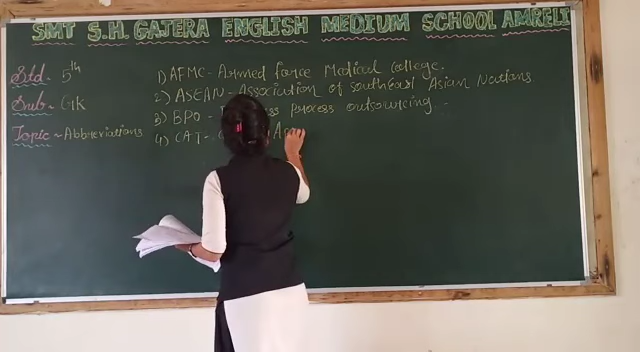 SMT S.H. GAJERA ENGLISH MEDIUM SCHOOL AMRELI
Std. 5th
Sub. GK
Topic - Abbreviations
1) AFMC - Armed force Medical College.
2) ASEAN - Association of southEast Asian Nations
3) BPO - process outsourcing.
4) CAT -